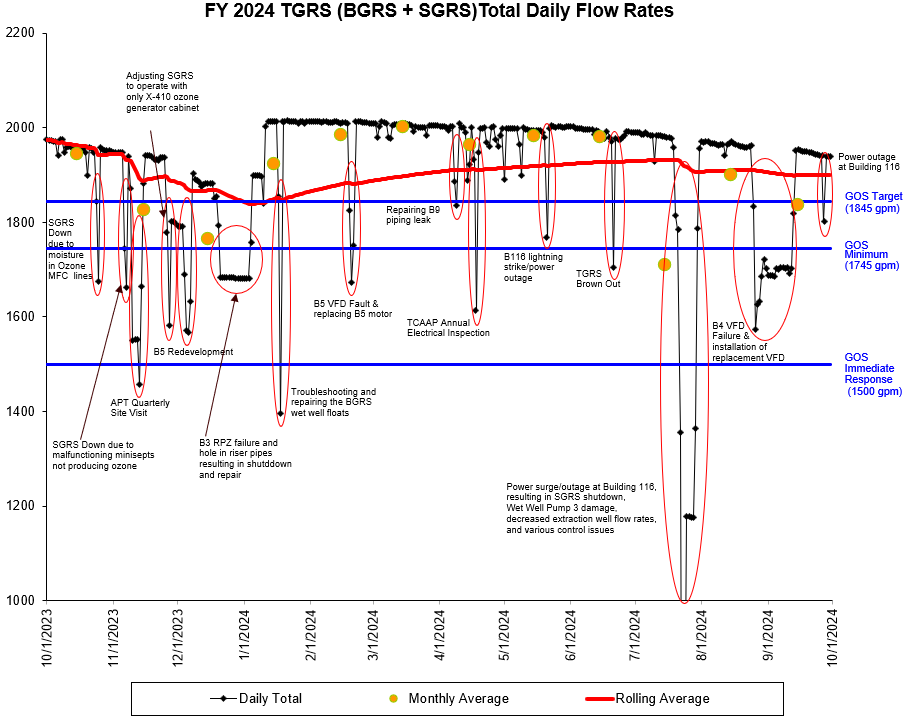 FY 2024 TGRS (BGRS + SGRS)Total Daily Flow Rates
2200
2000
1800
1600
1400
1200
1000
Adjusting SGRS
to operate with
only X-410 ozone
generator cabinet
SGRS
Down
due to
moisture
in Ozone
MFC lines
SGRS Down due to
malfunctioning minisepts
not producing ozone
APT Quarterly
Site Visit
B5 Redevelopment
B3 RPZ failure and
hole in riser pipes
resulting in shutddown
and repair
Troubleshooting and
repairing the BGRS
wet well floats
B5 VFD Fault &
replacing B5 motor
Repairing B9
piping leak
TCAAP Annual
Electrical Inspection
B116 lightning
strike/power
outage
TGRS
Brown Out
Power surge/outage at Building 116,
resulting in SGRS shutdown,
Wet Well Pump 3 damage,
decreased extraction well flow rates,
and various control issues
B4 VFD
Failure &
installation of
replacement VFD
Power outage
at Building 116
GOS Target
(1845 gpm)
GOS
Minimum
(1745 gpm)
GOS
Immediate
Response
(1500 gpm)
10/1/2023
11/1/2023
12/1/2023
1/1/2024
2/1/2024
3/1/2024
4/1/2024
5/1/2024
6/1/2024
7/1/2024
8/1/2024
9/1/2024
10/1/2024
Daily Total
Monthly Average
Rolling Average